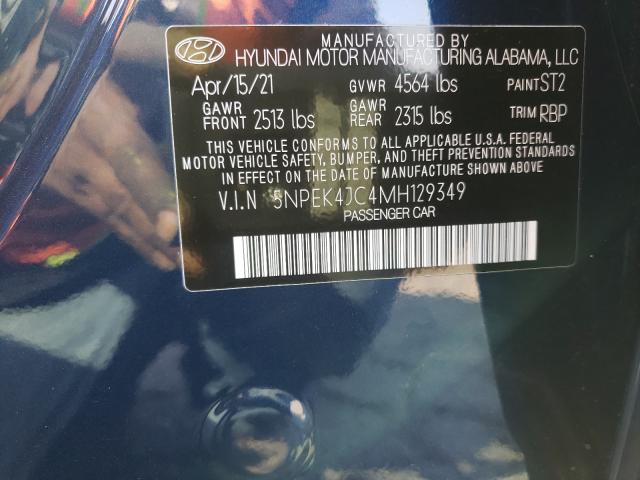 MANUFACTURED BY
HYUNDAI MOTOR MANUFACTURING ALABAMA, LLC
Apr/15/21 GVWR 4564 lbs PAINT ST2
GAWR FRONT 2513 lbs GAWR REAR 2315 lbs TRIM RBP
THIS VEHICLE CONFORMS TO ALL APPLICABLE U.S.A. FEDERAL
MOTOR VEHICLE SAFETY, BUMPER, AND THEFT PREVENTION STANDARDS
IN EFFECT ON THE DATE OF MANUFACTURE SHOWN ABOVE.
V.I.N 5NPEK4JC4MH129349
PASSENGER CAR